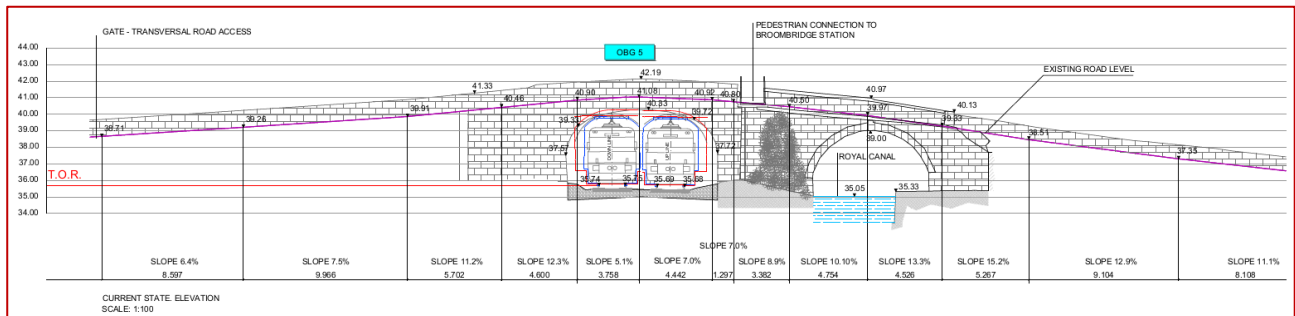 GATE - TRANSVERSAL ROAD ACCESS
PEDESTRIAN CONNECTION TO
BROOMBRIDGE STATION
OBG 5
EXISTING ROAD LEVEL
44.00
43.00
42.00
41.00
40.00
39.00
38.00
37.00
36.00
35.00
34.00
T.O.R.
38.71
39.26
39.91
41.33
40.46
40.90
42.19
41.08
40.33
40.92
40.80
39.72
37.57
37.72
40.50
40.97
39.97
40.13
39.33
39.00
38.51
37.35
DOWN LINE
UP LINE
35.74
35.75
35.69
35.68
ROYAL CANAL
35.05
35.33
SLOPE 7.0%
SLOPE 6.4%
SLOPE 7.5%
SLOPE 11.2%
SLOPE 12.3%
SLOPE 5.1%
SLOPE 7.0%
SLOPE 8.9%
SLOPE 10.10%
SLOPE 13.3%
SLOPE 15.2%
SLOPE 12.9%
SLOPE 11.1%
8.597
9.966
5.702
4.600
3.758
4.442
1.297
3.382
4.754
4.526
5.267
9.104
8.108
CURRENT STATE. ELEVATION
SCALE: 1:100